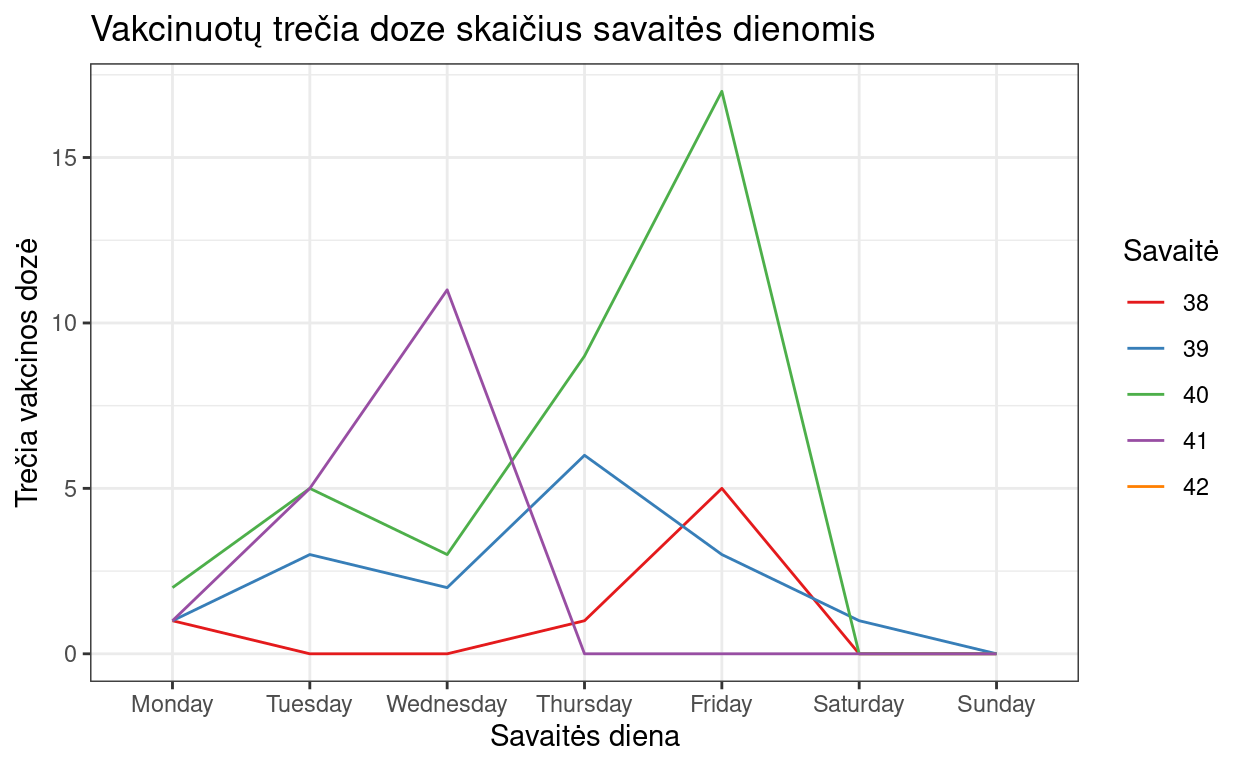 Vakcinuotų trečia doze skaičius savaitės dienomis
Trečia vakcinos dozė
15
10
5
0
Monday Tuesday Wednesday Thursday Friday Saturday Sunday
Savaitės diena
Savaitė
38
39
40
41
42